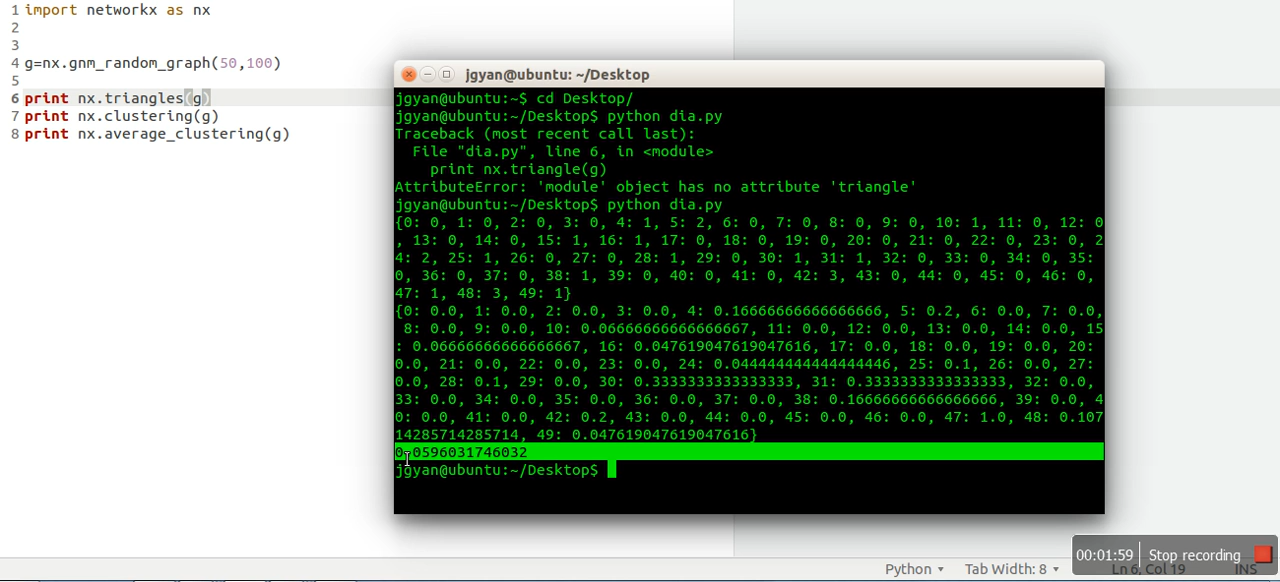 1 import networkx as nx
2
3
4 g=nx.gnm_random_graph(50,100)
5
6 print nx.triangles(g)
7 print nx.clustering(g)
8 print nx.average_clustering(g)
jgyan@ubuntu: ~/Desktop
jgyan@ubuntu:~$ cd Desktop/
jgyan@ubuntu:~/Desktop$ python dia.py
Traceback (most recent call last):
  File "dia.py", line 6, in <module>
    print nx.triangle(g)
AttributeError: 'module' object has no attribute 'triangle'
jgyan@ubuntu:~/Desktop$ python dia.py
{0: 0, 1: 0, 2: 0, 3: 0, 4: 1, 5: 2, 6: 0, 7: 0, 8: 0, 9: 0, 10: 1, 11: 0, 12: 0
, 13: 0, 14: 0, 15: 1, 16: 1, 17: 0, 18: 0, 19: 0, 20: 0, 21: 0, 22: 0, 23: 0, 2
4: 2, 25: 1, 26: 0, 27: 0, 28: 1, 29: 0, 30: 1, 31: 1, 32: 0, 33: 0, 34: 0, 35:
0, 36: 0, 37: 0, 38: 1, 39: 0, 40: 0, 41: 0, 42: 3, 43: 0, 44: 0, 45: 0, 46: 0,
47: 1, 48: 3, 49: 1}
{0: 0.0, 1: 0.0, 2: 0.0, 3: 0.0, 4: 0.16666666666666666, 5: 0.2, 6: 0.0, 7: 0.0,
 8: 0.0, 9: 0.0, 10: 0.06666666666666667, 11: 0.0, 12: 0.0, 13: 0.0, 14: 0.0, 15
: 0.06666666666666667, 16: 0.047619047619047616, 17: 0.0, 18: 0.0, 19: 0.0, 20:
0.0, 21: 0.0, 22: 0.0, 23: 0.0, 24: 0.044444444444444446, 25: 0.1, 26: 0.0, 27:
0.0, 28: 0.1, 29: 0.0, 30: 0.3333333333333333, 31: 0.3333333333333333, 32: 0.0,
33: 0.0, 34: 0.0, 35: 0.0, 36: 0.0, 37: 0.0, 38: 0.16666666666666666, 39: 0.0, 4
0: 0.0, 41: 0.0, 42: 0.2, 43: 0.0, 44: 0.0, 45: 0.0, 46: 0.0, 47: 1.0, 48: 0.107
14285714285714, 49: 0.047619047619047616}
0.0596031746032
jgyan@ubuntu:~/Desktop$
00:01:59 Stop recording
Python Tab Width: 8 Ln 6, Col 19 INS